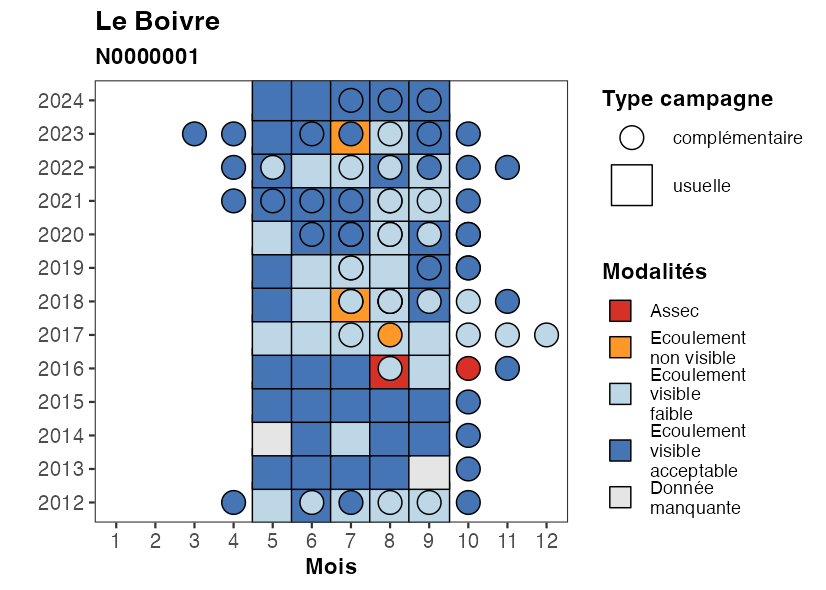 Le Boivre
N0000001
2024
2023
2022
2021
2020
2019
2018
2017
2016
2015
2014
2013
2012
1 2 3 4 5 6 7 8 9 10 11 12
Mois
Type campagne
complémentaire
usuelle
Modalités
Assec
Ecoulement
non visible
Ecoulement
visible
faible
Ecoulement
visible
acceptable
Donnée
manquante